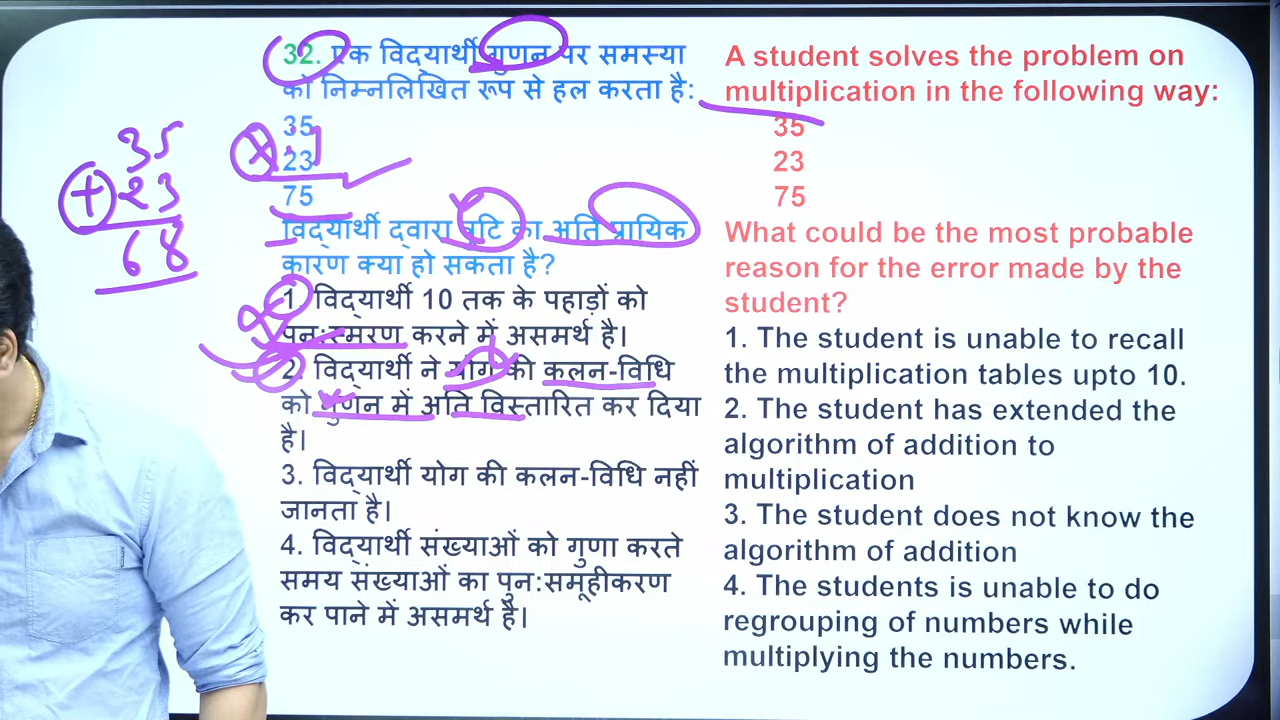 32. एक विद्यार्थी गुणन पर समस्या
को निम्नलिखित रूप से हल करता है:
35
23
75
विद्यार्थी द्वारा त्रुटि का अति प्रायिक
कारण क्या हो सकता है?
1. विद्यार्थी 10 तक के पहाड़ों को
पुन:स्मरण करने में असमर्थ है।
2. विद्यार्थी ने योग की कलन-विधि
को गुणन में अति विस्तारित कर दिया
है।
3. विद्यार्थी योग की कलन-विधि नहीं
जानता है।
4. विद्यार्थी संख्याओं को गुणा करते
समय संख्याओं का पुन:समूहीकरण
कर पाने में असमर्थ है।
35
+ 23
68
×
A student solves the problem on
multiplication in the following way:
35
23
75
What could be the most probable
reason for the error made by the
student?
1. The student is unable to recall
the multiplication tables upto 10.
2. The student has extended the
algorithm of addition to
multiplication
3. The student does not know the
algorithm of addition
4. The students is unable to do
regrouping of numbers while
multiplying the numbers.